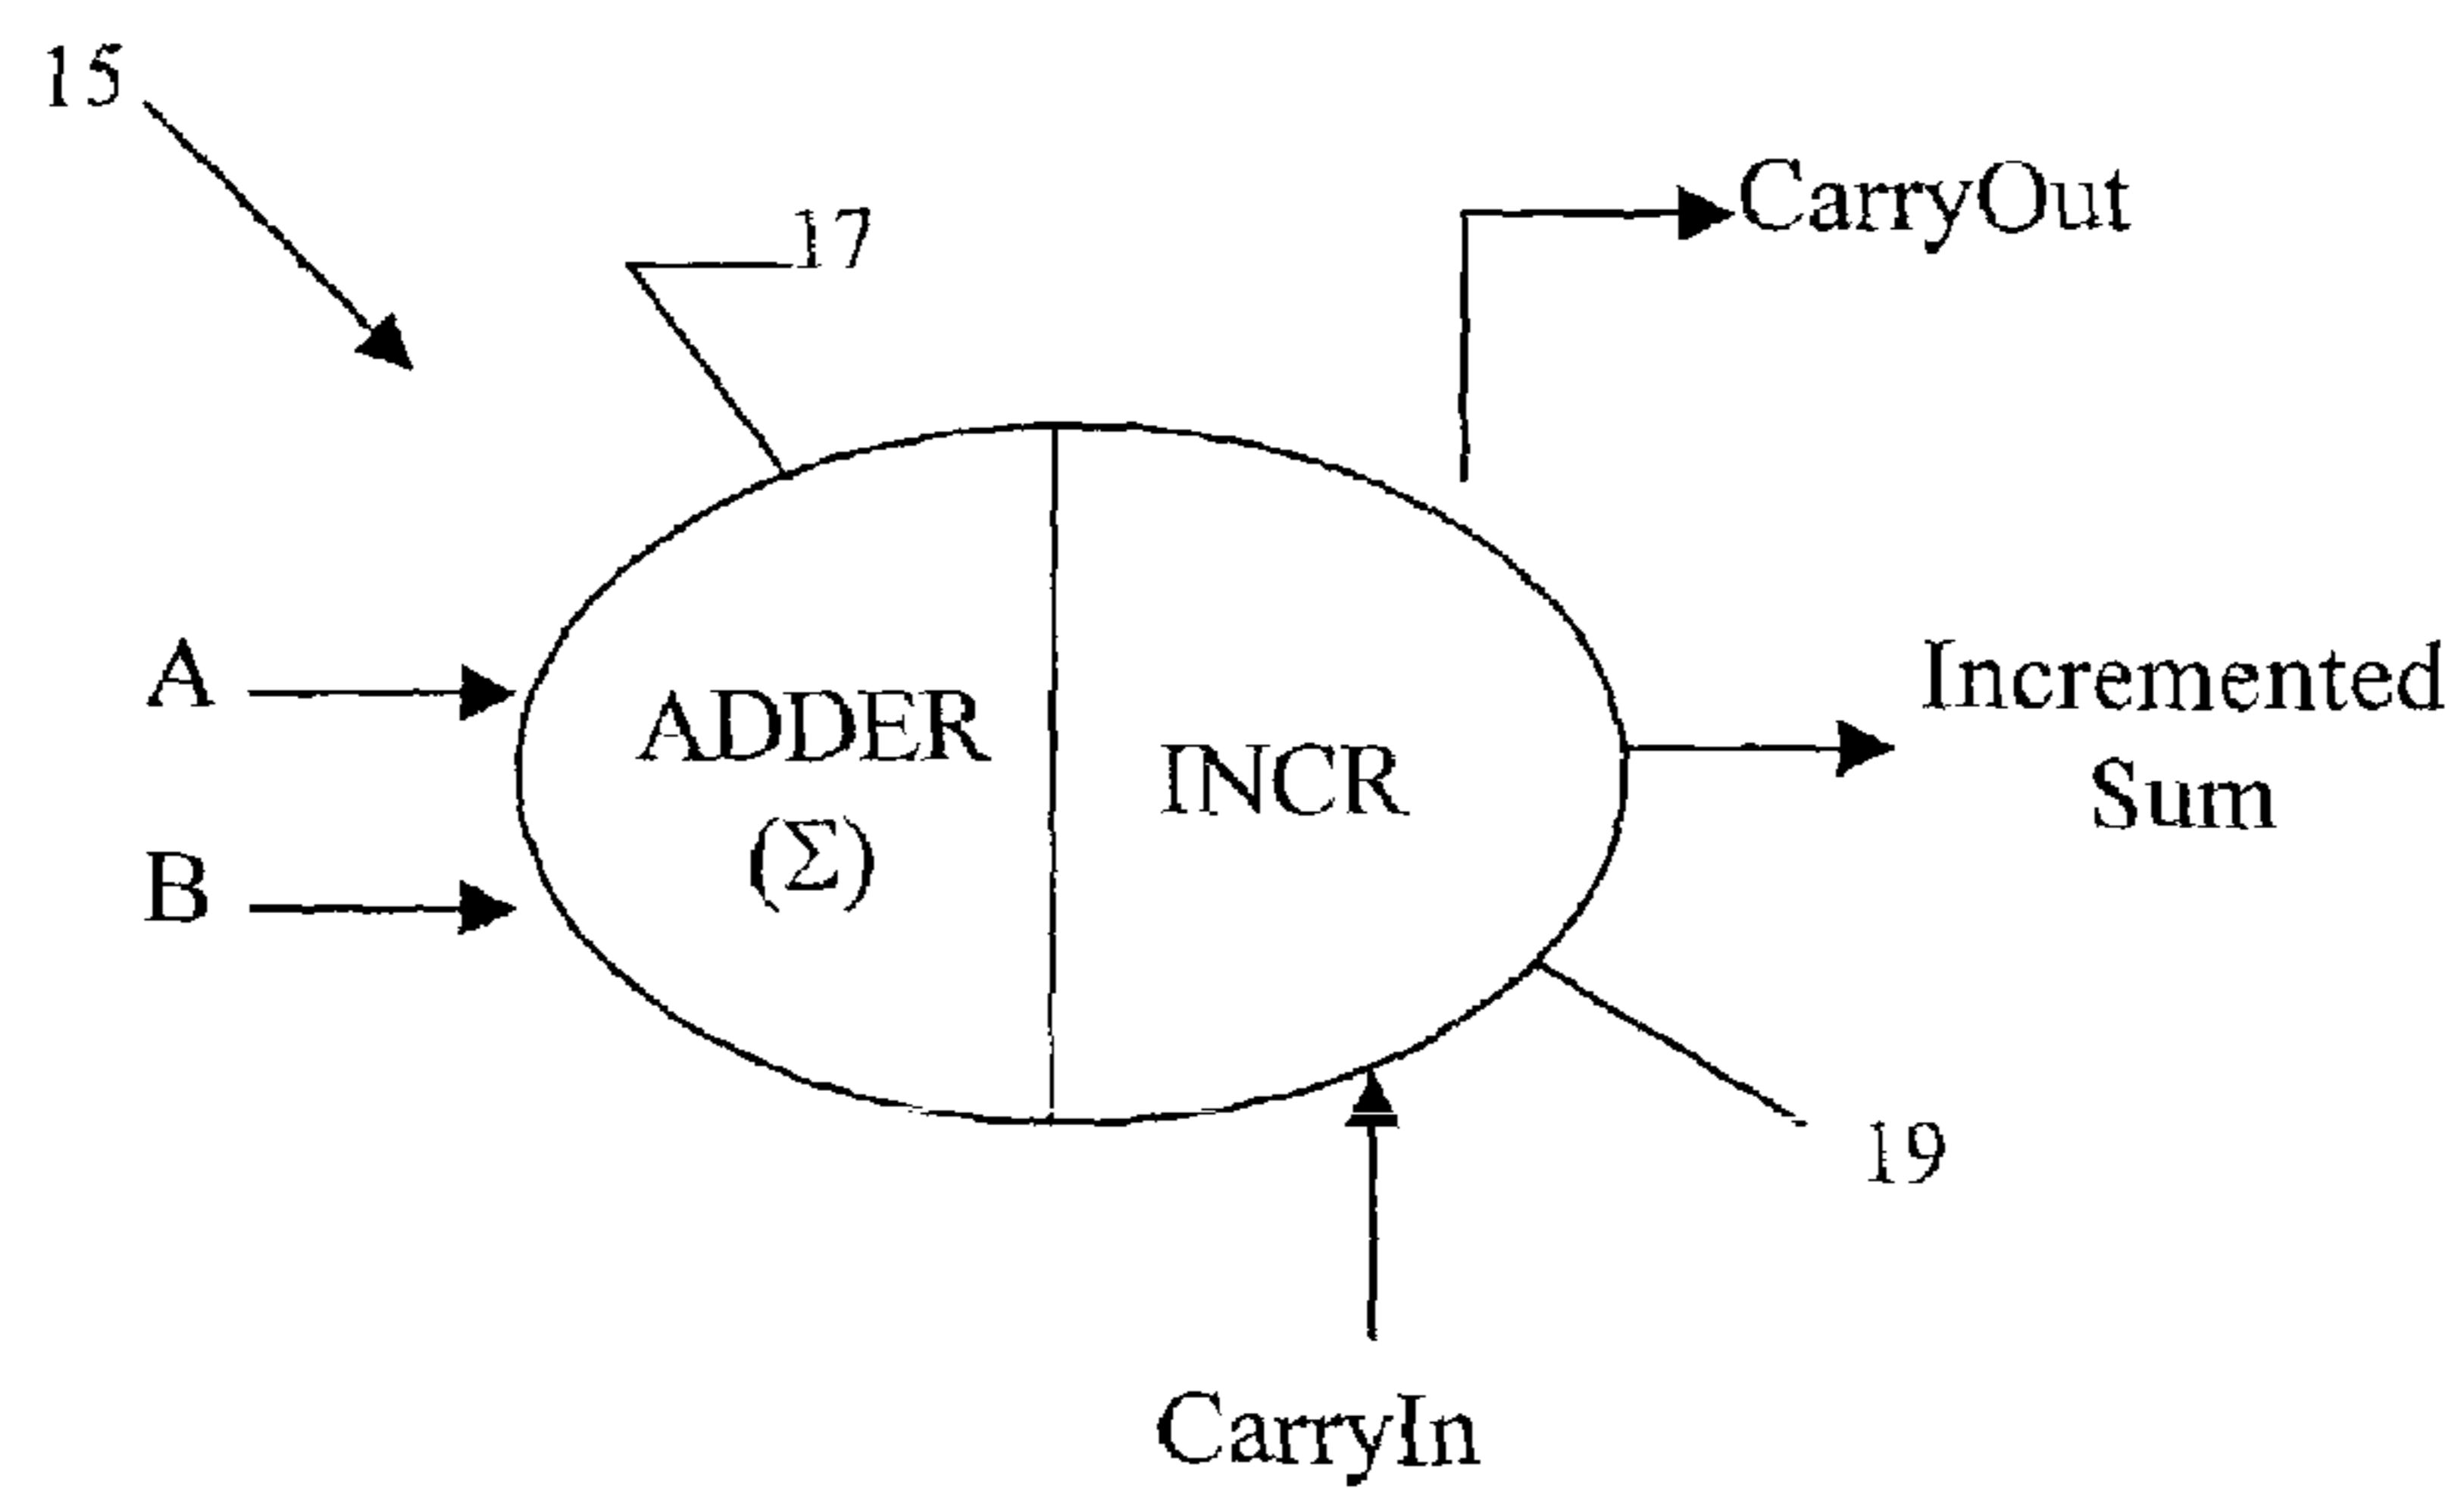 15
17
CarryOut
A
ADDER
(Σ)
B
INCR
Incremented
Sum
19
CarryIn